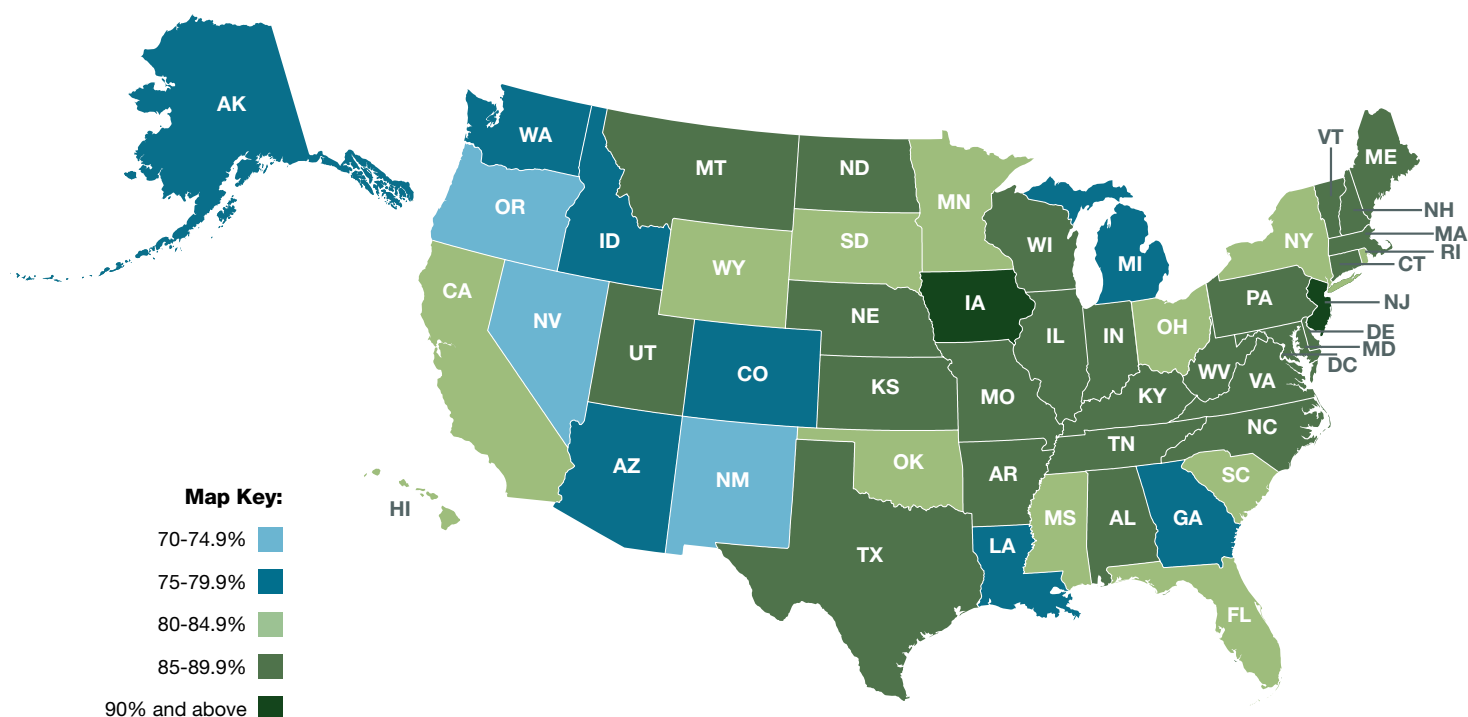 AK
WA
MT
ND
MN
VT
ME
OR
ID
WY
SD
WI
MI
NY
NH
MA
RI
CT
CA
NV
UT
CO
NE
IA
IL
IN
OH
PA
NJ
DE
MD
DC
KS
MO
KY
WV
VA
AZ
NM
OK
AR
TN
NC
SC
HI
TX
LA
MS
AL
GA
FL
Map Key:
70-74.9%
75-79.9%
80-84.9%
85-89.9%
90% and above